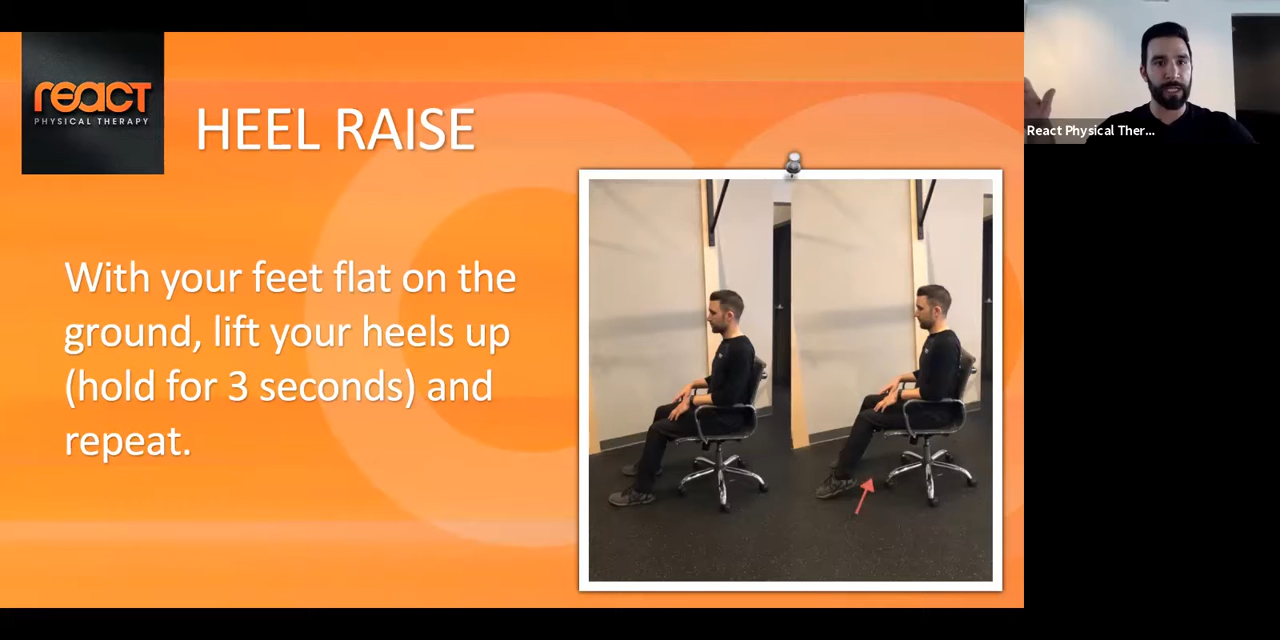 react
PHYSICAL THERAPY
HEEL RAISE
With your feet flat on the
ground, lift your heels up
(hold for 3 seconds) and
repeat.
React Physical Ther...